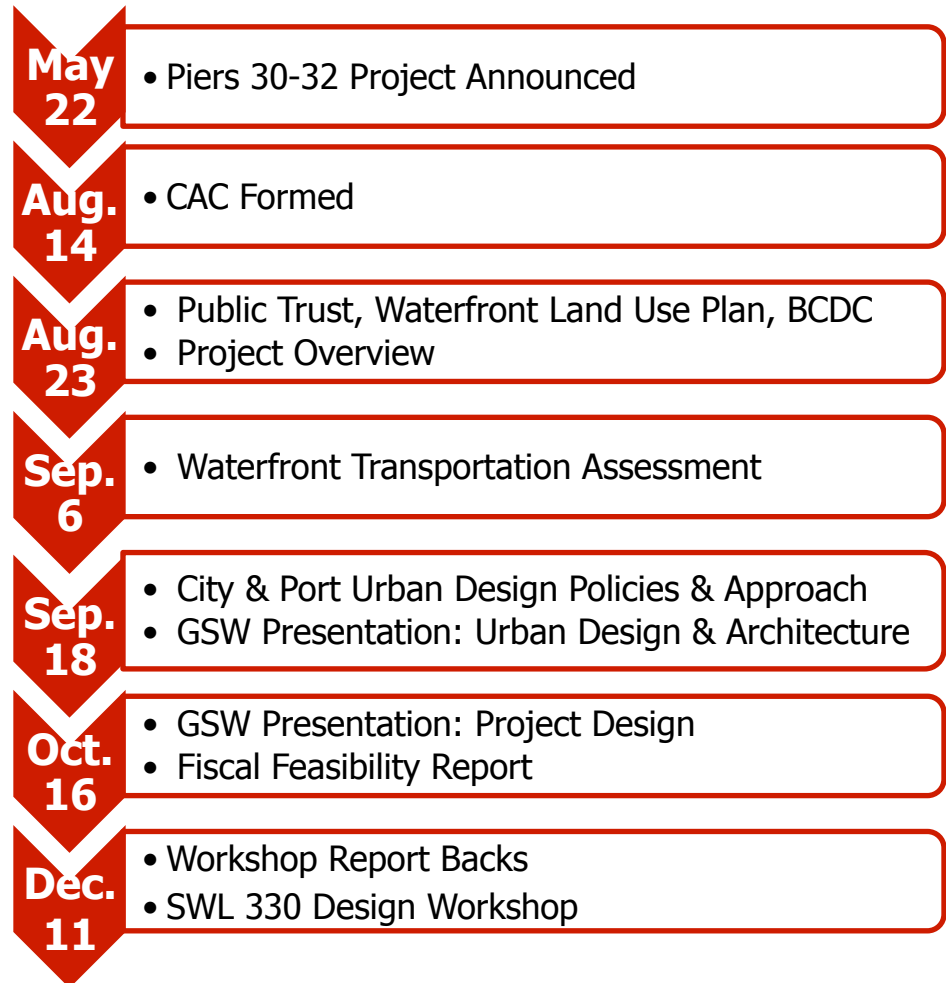 May
22
• Piers 30-32 Project Announced
Aug.
14
• CAC Formed
Aug.
23
• Public Trust, Waterfront Land Use Plan, BCDC
• Project Overview
Sep.
6
• Waterfront Transportation Assessment
Sep.
18
• City & Port Urban Design Policies & Approach
• GSW Presentation: Urban Design & Architecture
Oct.
16
• GSW Presentation: Project Design
• Fiscal Feasibility Report
Dec.
11
• Workshop Report Backs
• SWL 330 Design Workshop